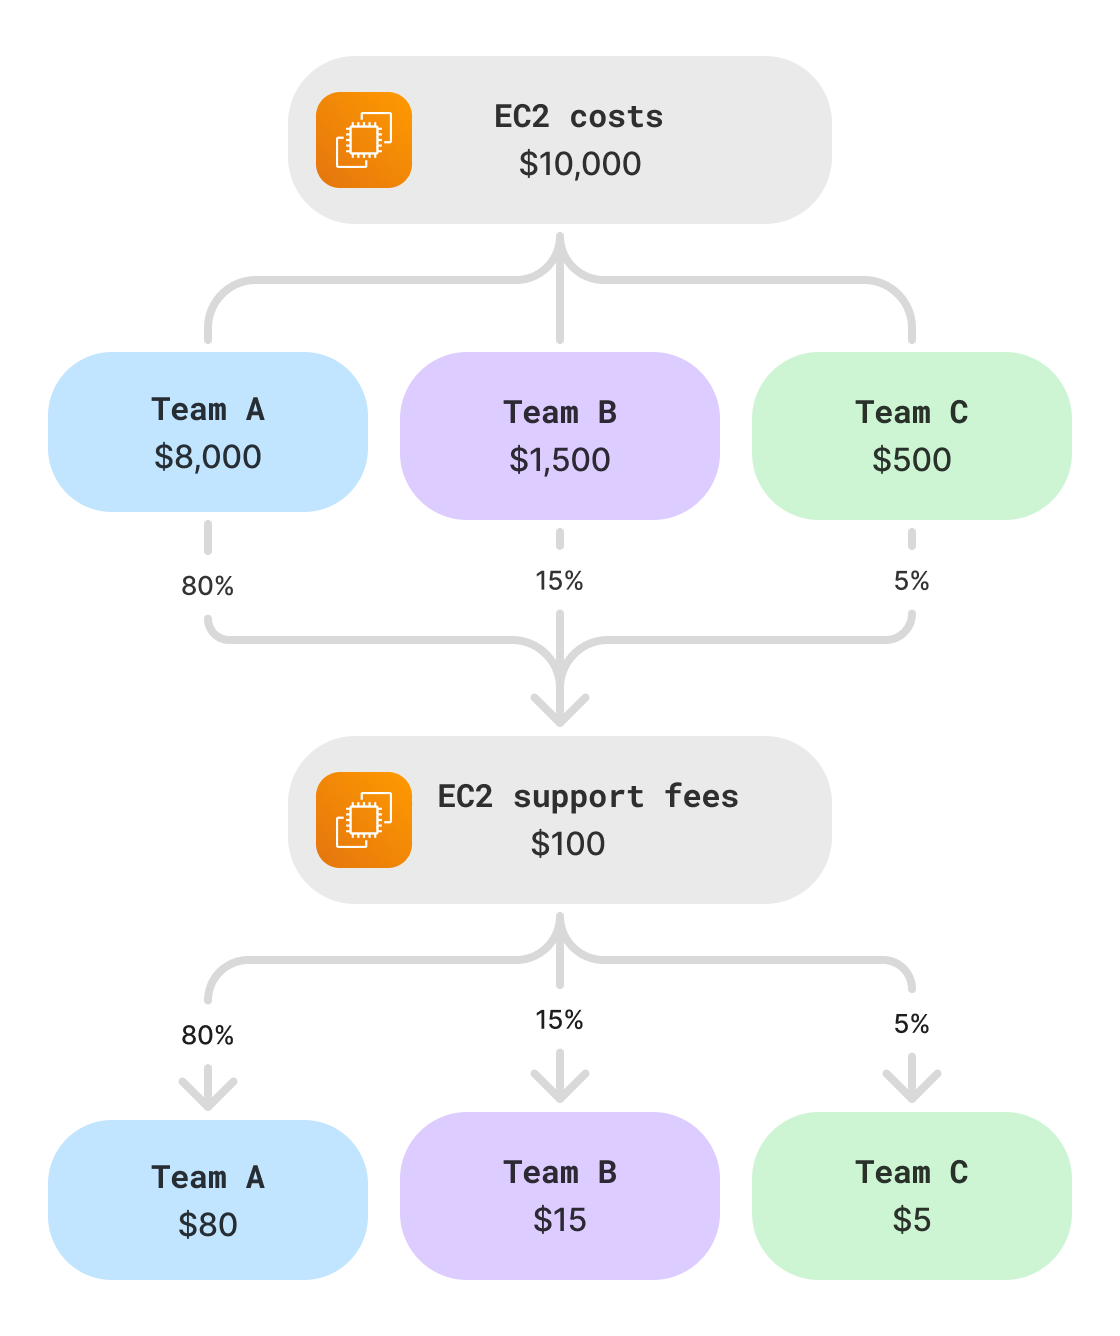 EC2 costs
$10,000
Team A
$8,000
Team B
$1,500
Team C
$500
80%
15%
5%
EC2 support fees
$100
80%
15%
5%
Team A
$80
Team B
$15
Team C
$5